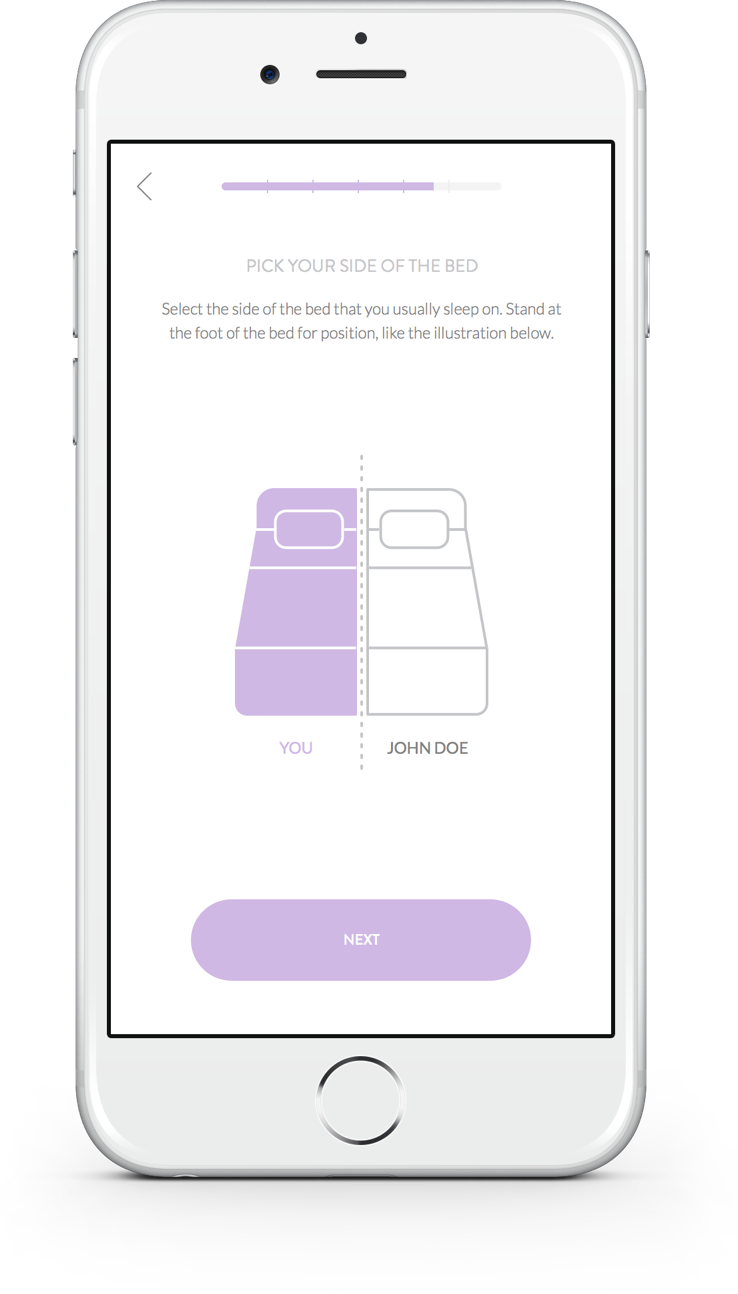 PICK YOUR SIDE OF THE BED
Select the side of the bed that you usually sleep on. Stand at
the foot of the bed for position, like the illustration below.
YOU
JOHN DOE
NEXT